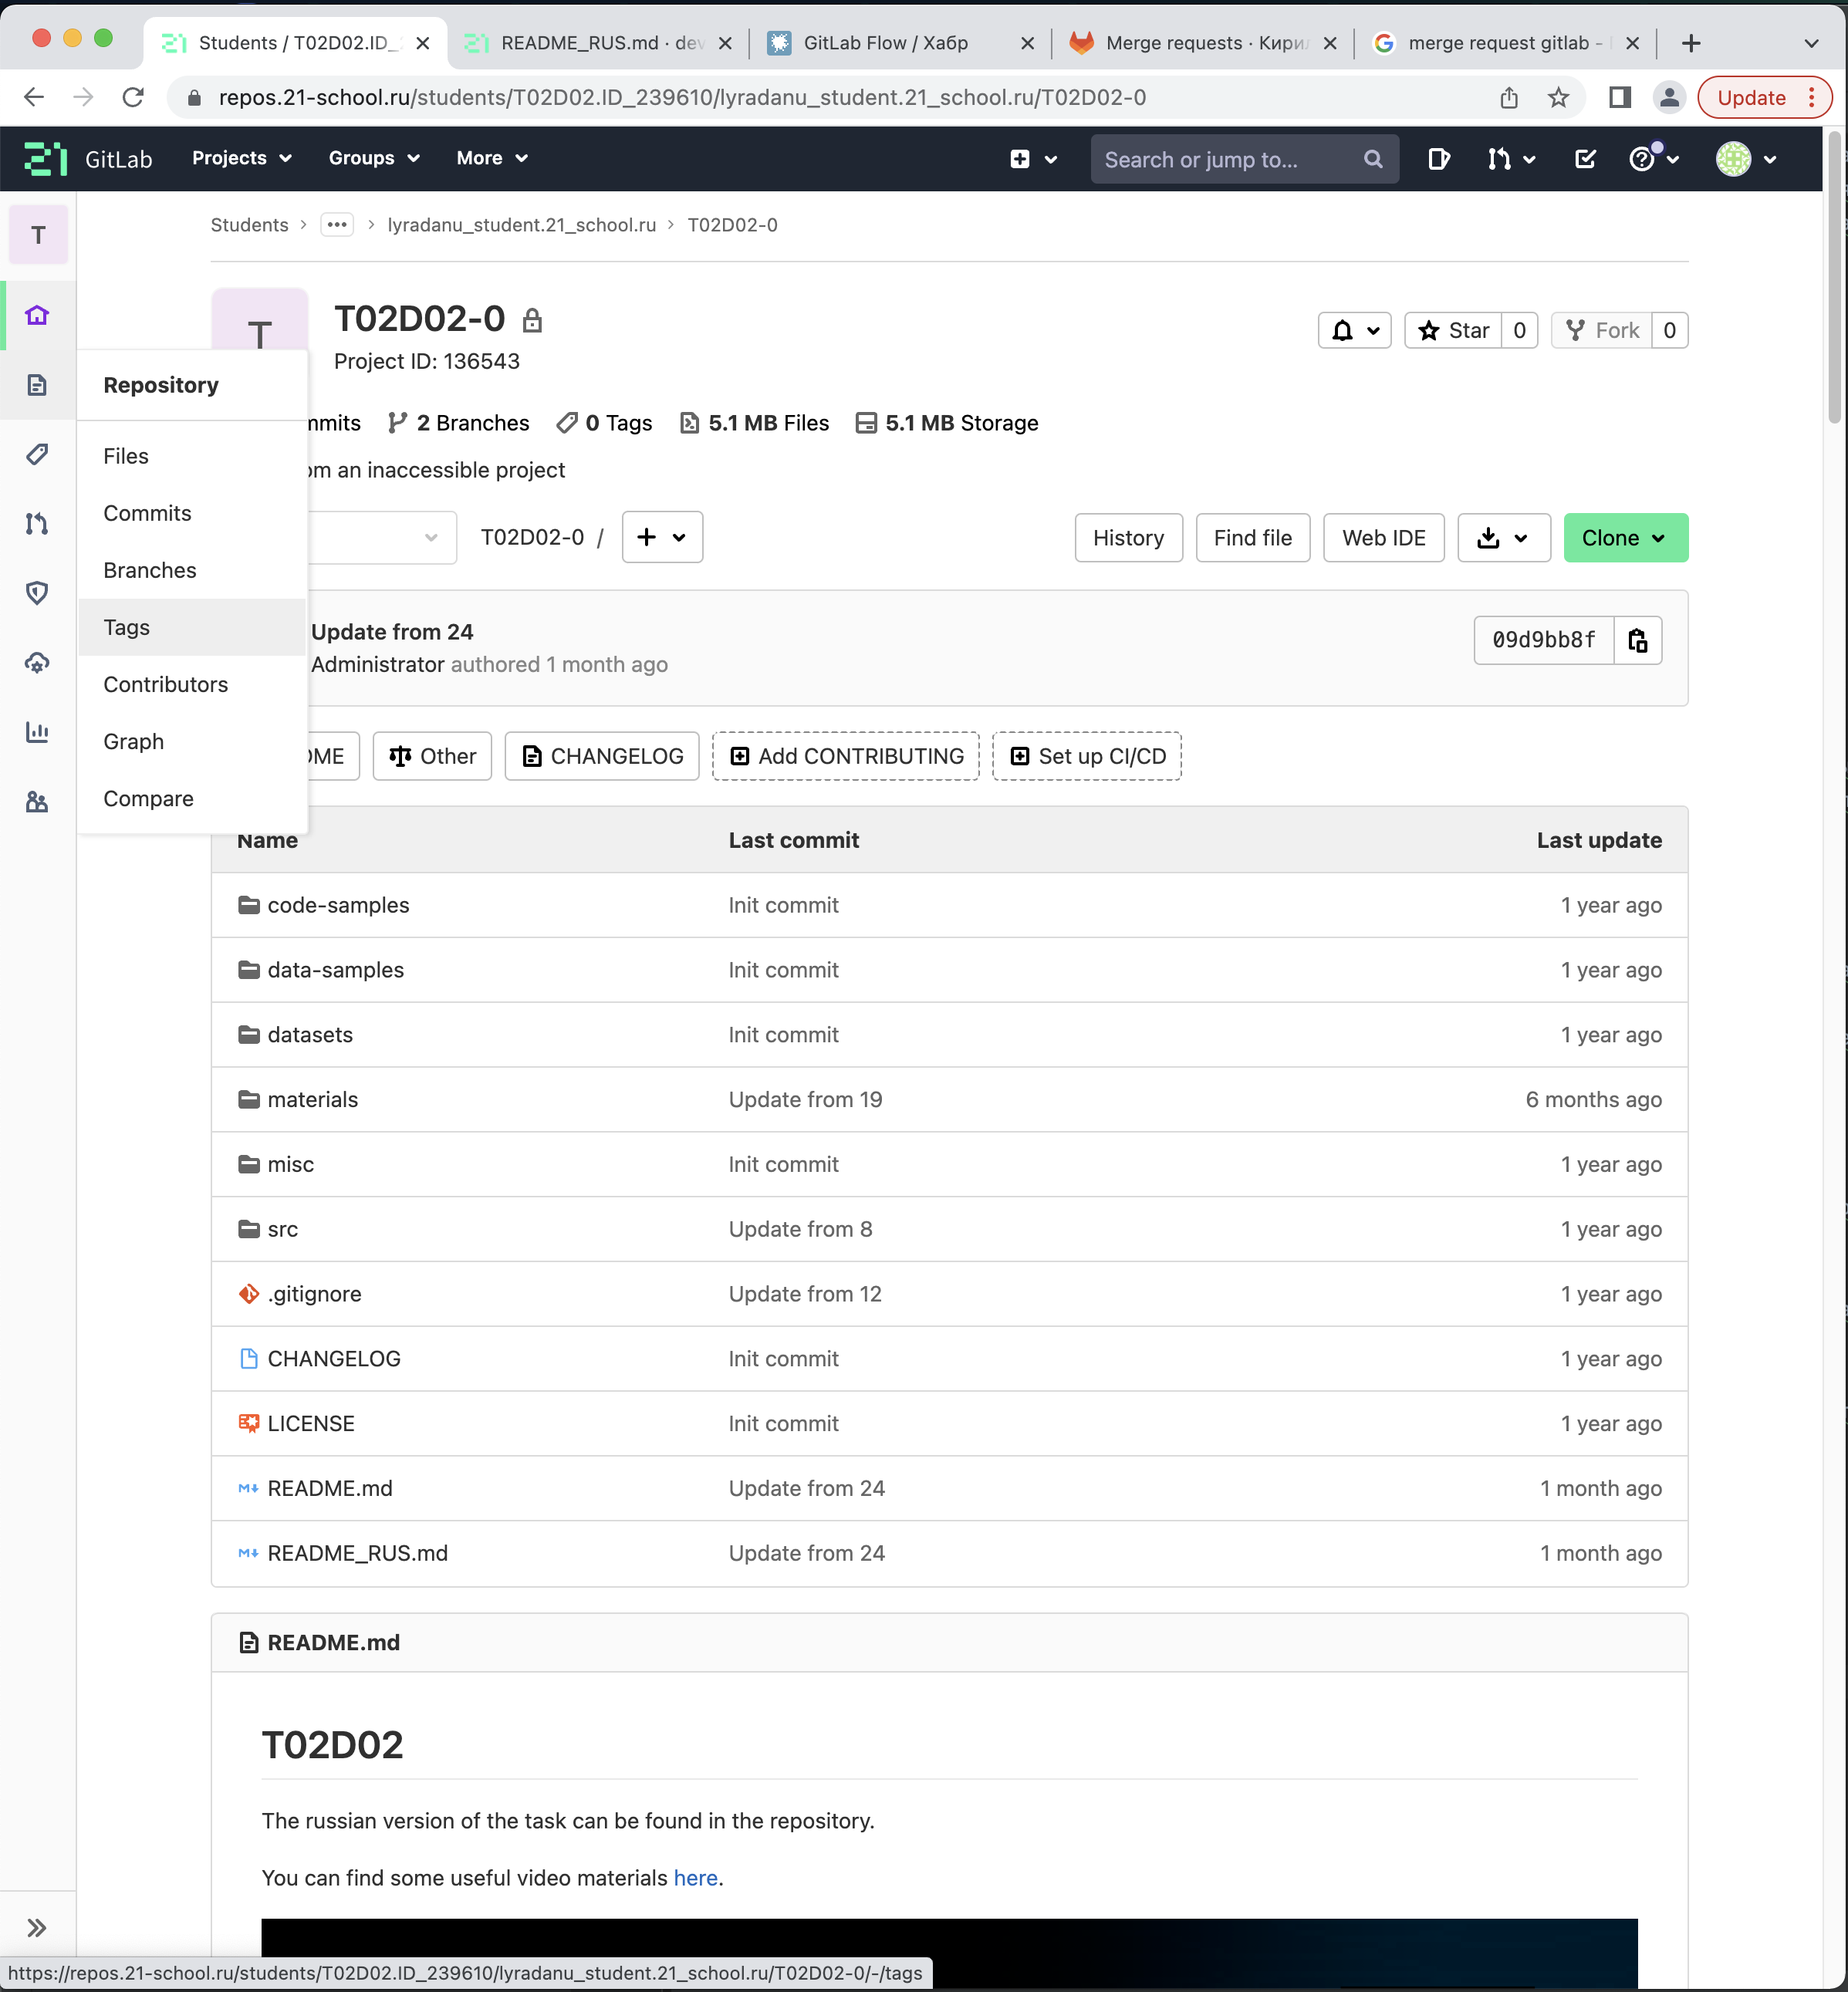 Students / T02D02.ID_
README_RUS.md · dev
GitLab Flow / Хабр
Merge requests · Кири
merge request gitlab -
repos.21-school.ru/students/T02D02.ID_239610/lyradanu_student.21_school.ru/T02D02-0
Update
GitLab
Projects
Groups
More
Search or jump to...
T
Students > ••• > lyradanu_student.21_school.ru > T02D02-0
T
T02D02-0
Project ID: 136543
Star 0
Fork 0
Repository
Files
Commits
Branches
Tags
Contributors
Graph
Compare
mmits
2 Branches
0 Tags
5.1 MB Files
5.1 MB Storage
om an inaccessible project
T02D02-0 /
History
Find file
Web IDE
Clone
Update from 24
Administrator authored 1 month ago
09d9bb8f
OME
Other
CHANGELOG
Add CONTRIBUTING
Set up CI/CD
Name Last commit Last update
code-samples Init commit 1 year ago
data-samples Init commit 1 year ago
datasets Init commit 1 year ago
materials Update from 19 6 months ago
misc Init commit 1 year ago
src Update from 8 1 year ago
.gitignore Update from 12 1 year ago
CHANGELOG Init commit 1 year ago
LICENSE Init commit 1 year ago
README.md Update from 24 1 month ago
README_RUS.md Update from 24 1 month ago
README.md
T02D02
The russian version of the task can be found in the repository.
You can find some useful video materials here.
https://repos.21-school.ru/students/T02D02.ID_239610/lyradanu_student.21_school.ru/T02D02-0/-/tags